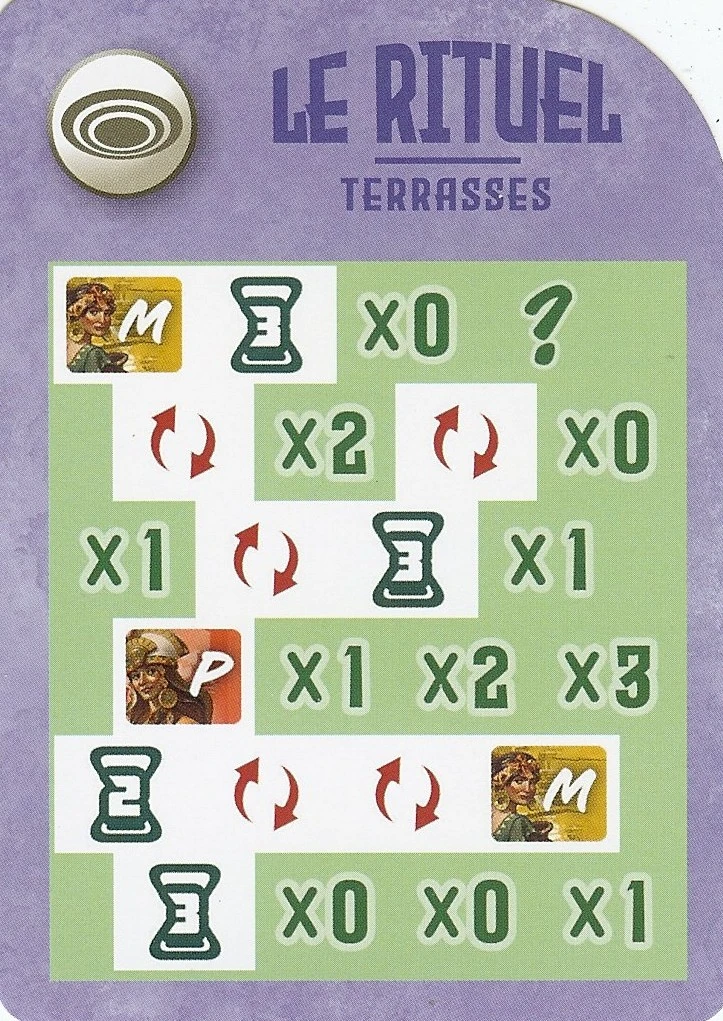 LE RITUEL
TERRASSES
M 3 x0 ?
x2 x0
x1 3 x1
P x1 x2 x3
2 M
3 x0 x0 x1